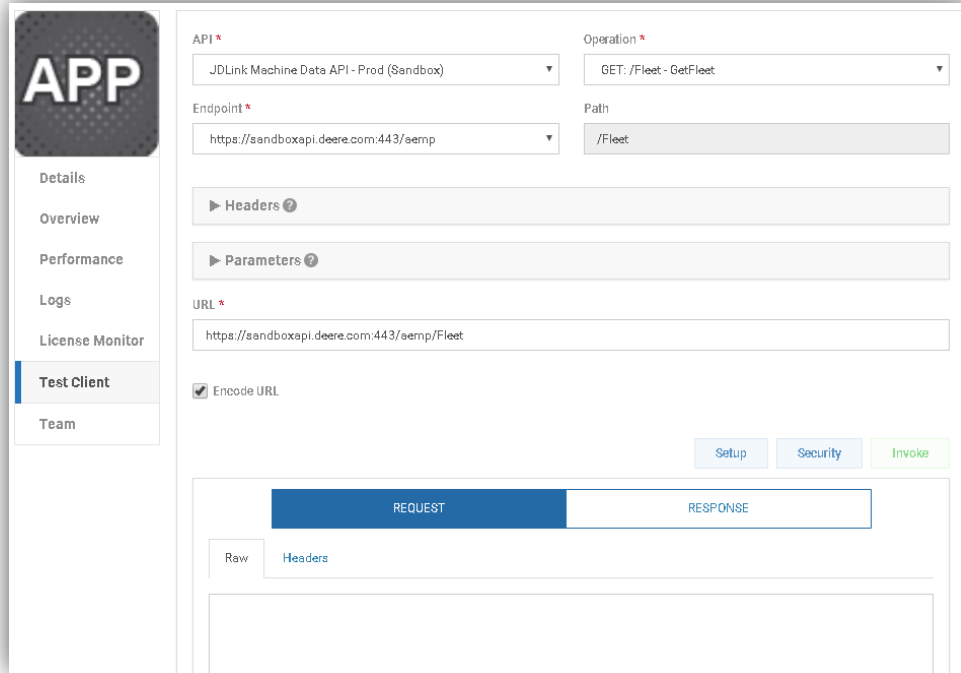 APP
Details
Overview
Performance
Logs
License Monitor
Test Client
Team
API *
Operation *
JDLink Machine Data API - Prod (Sandbox)
GET: /Fleet - GetFleet
Endpoint *
Path
https://sandboxapi.deere.com:443/aemp
/Fleet
Headers ?
Parameters ?
URL *
https://sandboxapi.deere.com:443/aemp/Fleet
Encode URL
Setup
Security
Invoke
REQUEST
RESPONSE
Raw
Headers